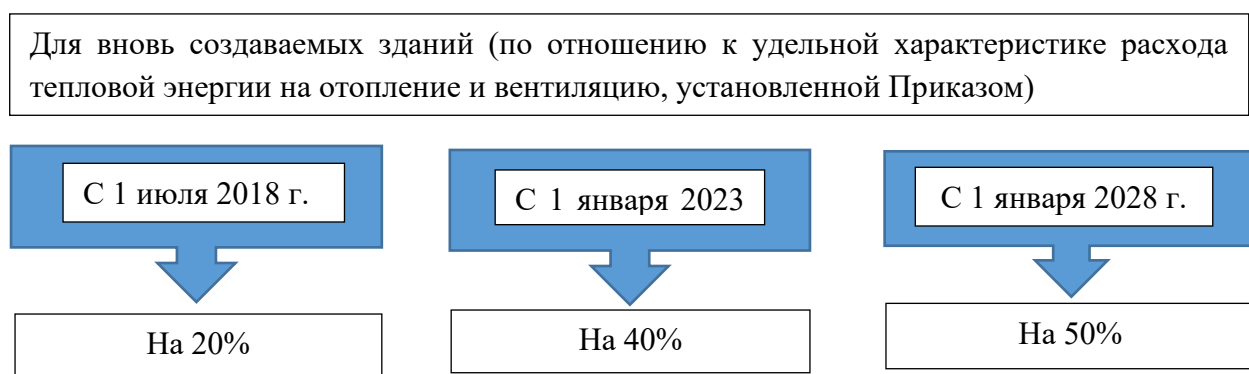 Для вновь создаваемых зданий (по отношению к удельной характеристике расхода
тепловой энергии на отопление и вентиляцию, установленной Приказом)
С 1 июля 2018 г.
С 1 января 2023
С 1 января 2028 г.
На 20%
На 40%
На 50%